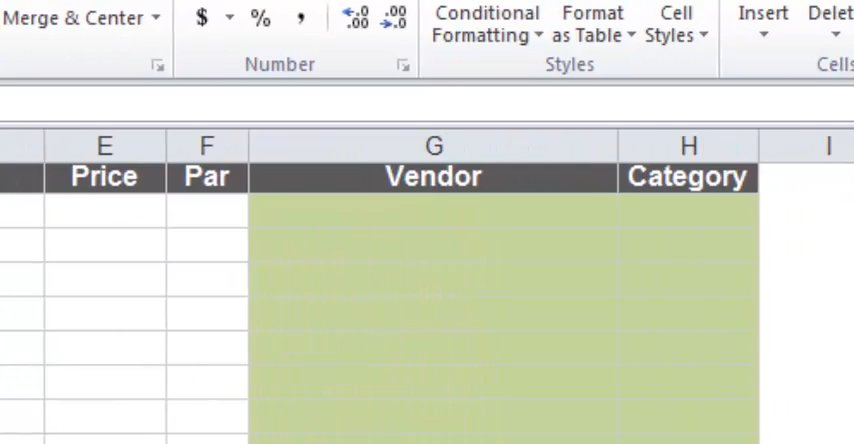 Merge & Center $ % , .0 .00 .00 .0 Conditional Formatting Format as Table Cell Styles Insert Delet
Number Styles Cells
E F G H I
Price Par Vendor Category